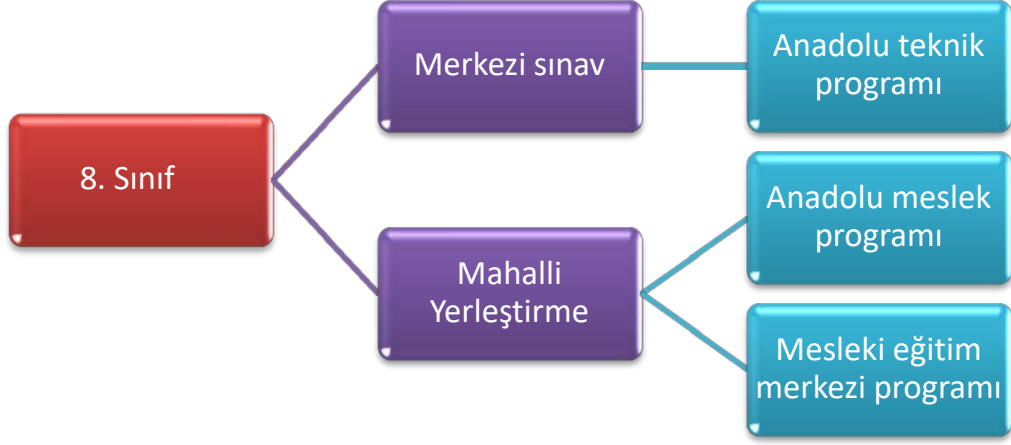 8. Sınıf
Merkezi sınav
Anadolu teknik
programı
Mahalli
Yerleştirme
Anadolu meslek
programı
Mesleki eğitim
merkezi programı